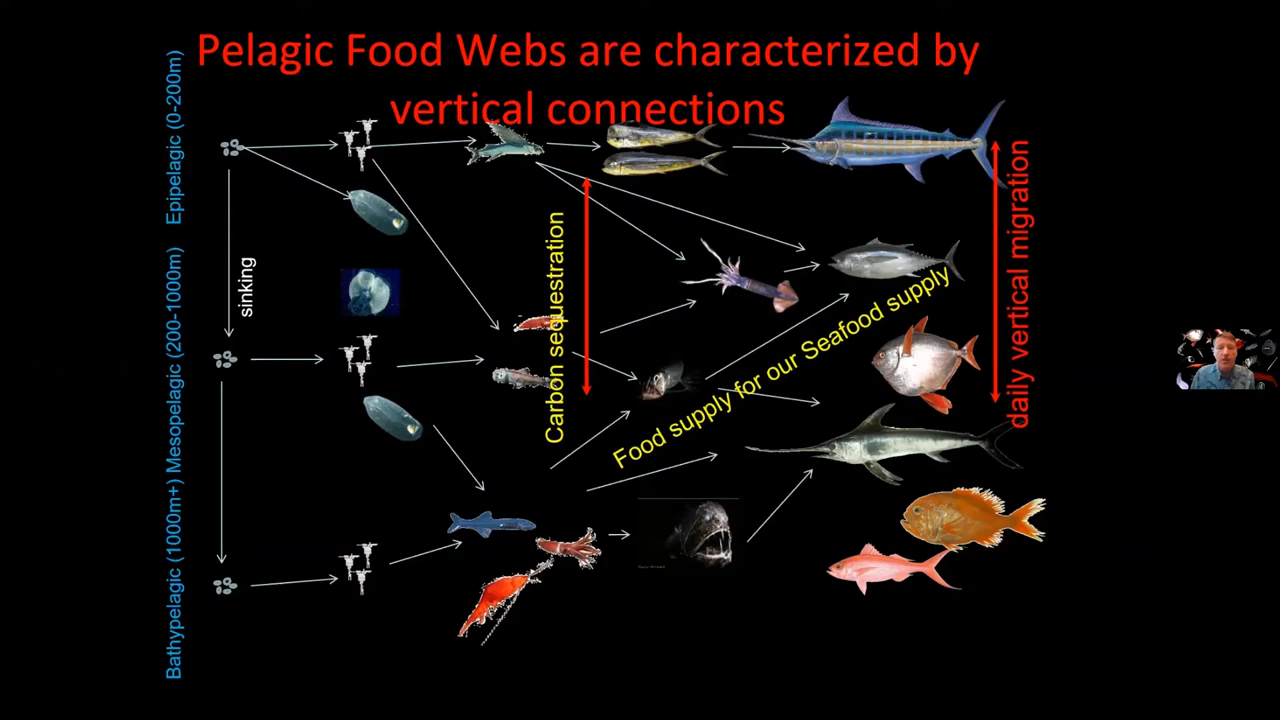 Pelagic Food Webs are characterized by
vertical connections
Epipelagic (0-200m)
Mesopelagic (200-1000m)
Bathypelagic (1000m+)
sinking
Carbon sequestration
Food supply for our Seafood supply
daily vertical migration